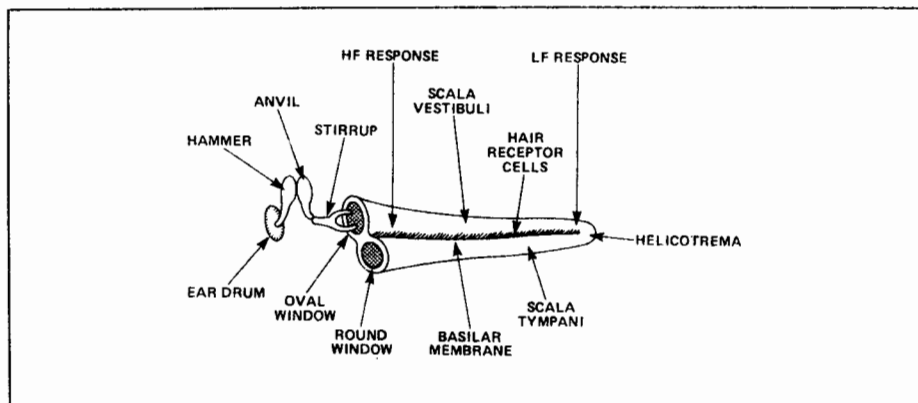 HF RESPONSE
LF RESPONSE
SCALA
VESTIBULI
ANVIL
STIRRUP
HAIR
RECEPTOR
CELLS
HAMMER
HELICOTREMA
EAR DRUM
OVAL
WINDOW
ROUND
WINDOW
BASILAR
MEMBRANE
SCALA
TYMPANI